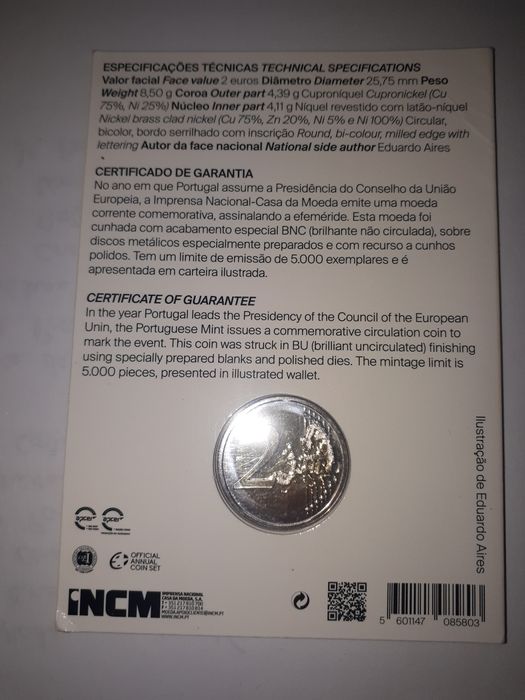 ESPECIFICAÇÕES TÉCNICAS TECHNICAL SPECIFICATIONS
Valor facial Face value 2 euros Diâmetro Diameter 25,75 mm Peso
Weight 8,50 g Coroa Outer part 4,39 g Cuproníquel Cupronickel (Cu
75%, Ni 25%) Núcleo Inner part 4,11 g Níquel revestido com latão-níquel
Nickel brass clad nickel (Cu 75%, Zn 20%, Ni 5% e Ni 100%) Circular,
bicolor, bordo serrilhado com inscrição Round, bi-colour, milled edge with
lettering Autor da face nacional National side author Eduardo Aires
CERTIFICADO DE GARANTIA
No ano em que Portugal assume a Presidência do Conselho da União
Europeia, a Imprensa Nacional-Casa da Moeda emite uma moeda
corrente comemorativa, assinalando a efeméride. Esta moeda foi
cunhada com acabamento especial BNC (brilhante não circulada), sobre
discos metálicos especialmente preparados e com recurso a cunhos
polidos. Tem um limite de emissão de 5.000 exemplares e é
apresentada em carteira ilustrada.
CERTIFICATE OF GUARANTEE
In the year Portugal leads the Presidency of the Council of the European
Unin, the Portuguese Mint issues a commemorative circulation coin to
mark the event. This coin was struck in BU (brilliant uncirculated) finishing
using specially prepared blanks and polished dies. The mintage limit is
5.000 pieces, presented in illustrated wallet.
2
Ilustração de Eduardo Aires
apcer apcer
OFFICIAL
ANNUAL
COIN SET
INCM
IMPRENSA NACIONAL
CASA DA MOEDA, S.A.
WWW.INCM.PT
5 601147 085803